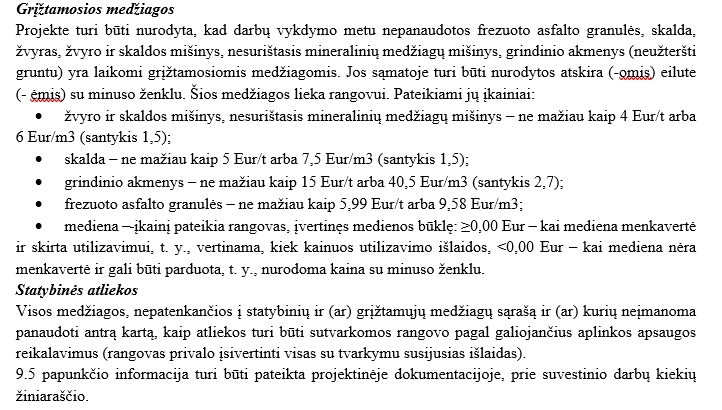 Grįžtamosios medžiagos
Projekte turi būti nurodyta, kad darbų vykdymo metu nepanaudotos frezuoto asfalto granulės, skalda,
žvyras, žvyro ir skaldos mišinys, nesurištasis mineralinių medžiagų mišinys, grindinio akmenys (neužteršti
gruntu) yra laikomi grįžtamosiomis medžiagomis. Jos sąmatoje turi būti nurodytos atskira (-omis) eilute
(- ėmis) su minuso ženklu. Šios medžiagos lieka rangovui. Pateikiami jų įkainiai:
• žvyro ir skaldos mišinys, nesurištasis mineralinių medžiagų mišinys – ne mažiau kaip 4 Eur/t arba
6 Eur/m3 (santykis 1,5);
• skalda – ne mažiau kaip 5 Eur/t arba 7,5 Eur/m3 (santykis 1,5);
• grindinio akmenys – ne mažiau kaip 15 Eur/t arba 40,5 Eur/m3 (santykis 2,7);
• frezuoto asfalto granulės – ne mažiau kaip 5,99 Eur/t arba 9,58 Eur/m3;
• mediena –-įkainį pateikia rangovas, įvertinęs medienos būklę: ≥0,00 Eur – kai mediena menkavertė
ir skirta utilizavimui, t. y., vertinama, kiek kainuos utilizavimo išlaidos, <0,00 Eur – kai mediena nėra
menkavertė ir gali būti parduota, t. y., nurodoma kaina su minuso ženklu.
Statybinės atliekos
Visos medžiagos, nepatenkančios į statybinių ir (ar) grįžtamųjų medžiagų sąrašą ir (ar) kurių neįmanoma
panaudoti antrą kartą, kaip atliekos turi būti sutvarkomos rangovo pagal galiojančius aplinkos apsaugos
reikalavimus (rangovas privalo įsivertinti visas su tvarkymu susijusias išlaidas).
9.5 papunkčio informacija turi būti pateikta projektinėje dokumentacijoje, prie suvestinio darbų kiekių
žiniaraščio.